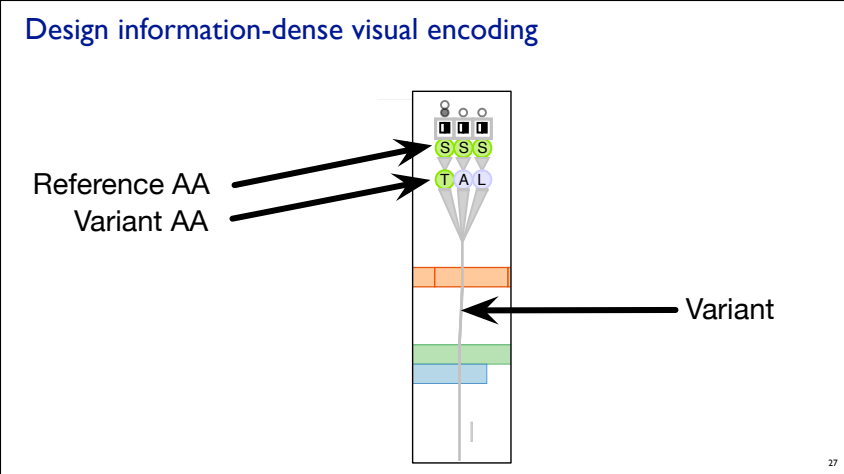 Design information-dense visual encoding
S S S
Reference AA
T A L
Variant AA
Variant
27